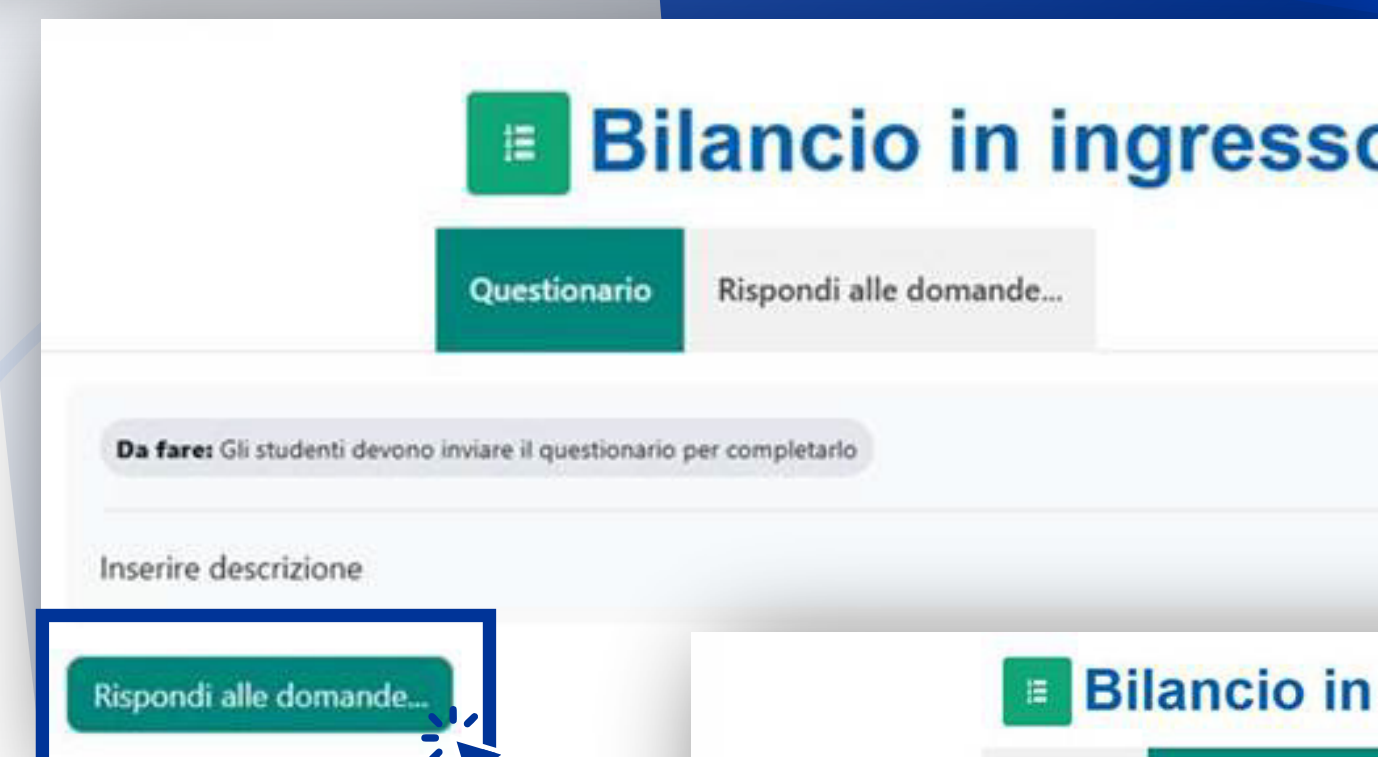 Bilancio in ingresso
Questionario
Rispondi alle domande...
Da fare: Gli studenti devono inviare il questionario per completarlo
Inserire descrizione
Rispondi alle domande...
Bilancio in